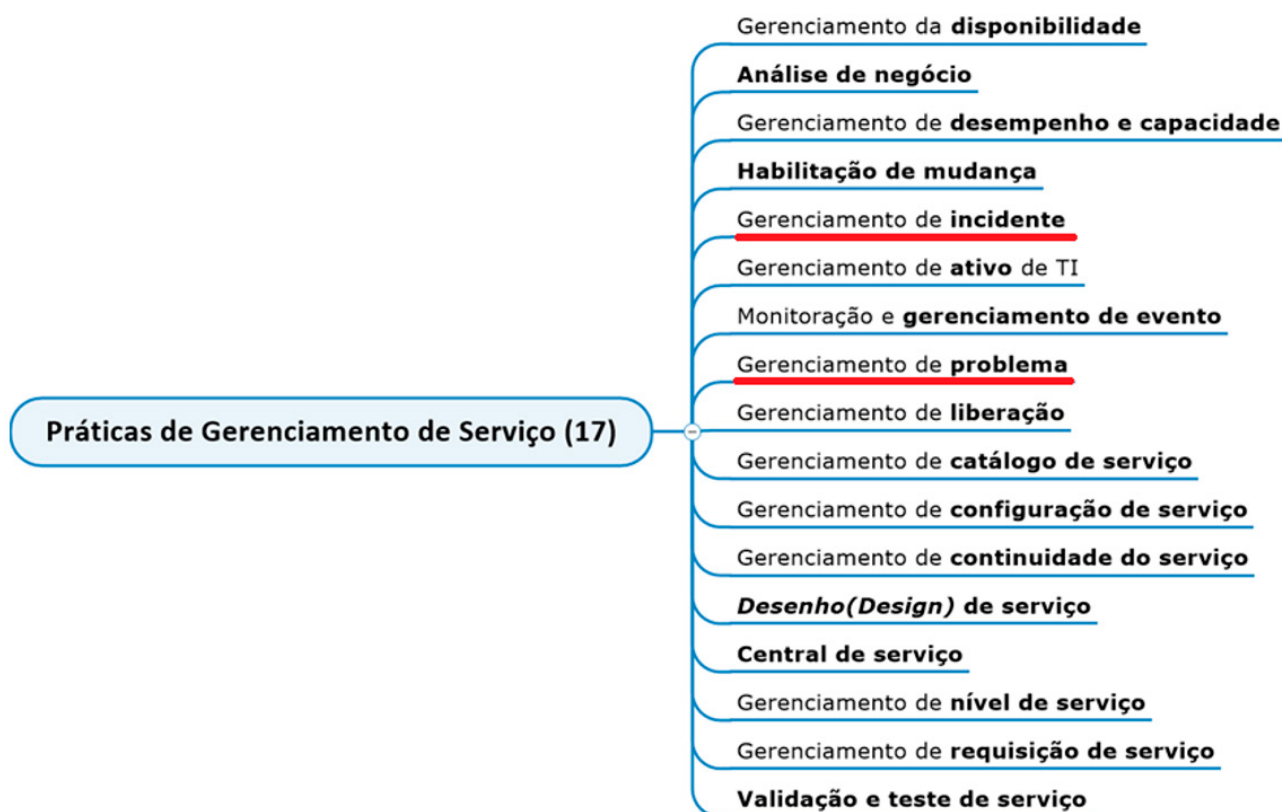 Gerenciamento da disponibilidade
Análise de negócio
Gerenciamento de desempenho e capacidade
Habilitação de mudança
Gerenciamento de incidente
Gerenciamento de ativo de TI
Monitoração e gerenciamento de evento
Gerenciamento de problema
Práticas de Gerenciamento de Serviço (17)
Gerenciamento de liberação
Gerenciamento de catálogo de serviço
Gerenciamento de configuração de serviço
Gerenciamento de continuidade do serviço
Desenho(Design) de serviço
Central de serviço
Gerenciamento de nível de serviço
Gerenciamento de requisição de serviço
Validação e teste de serviço